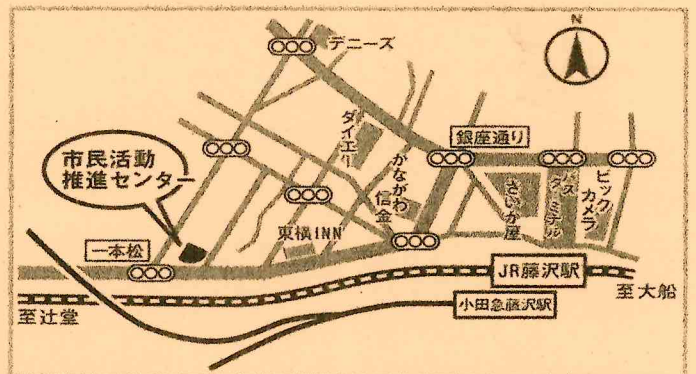 N
デニーズ
ダイエー
銀座通り
市民活動
推進センター
かながわ
信金
さいか屋
バス
ターミナル
ビック
カメラ
東横INN
一本松
JR藤沢駅
至大船
小田急藤沢駅
至辻堂